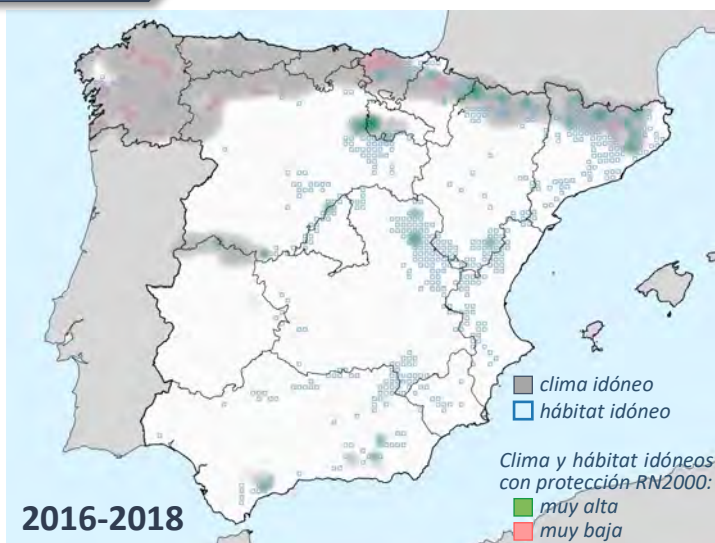 clima idóneo
hábitat idóneo
Clima y hábitat idóneos
con protección RN2000:
muy alta
muy baja
2016-2018